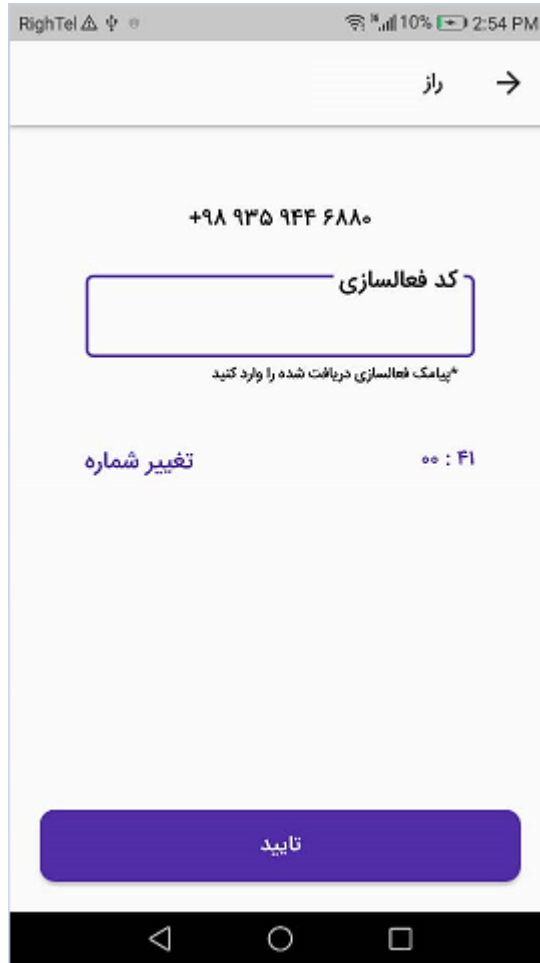 RighTel 10% 2:54 PM
راز
+۹۸ ۹۳۵ ۹۴۴ ۶۸۸۰
کد فعالسازی
*پیامک فعالسازی دریافت شده را وارد کنید
۰۰ : ۴۱
تغییر شماره
تایید